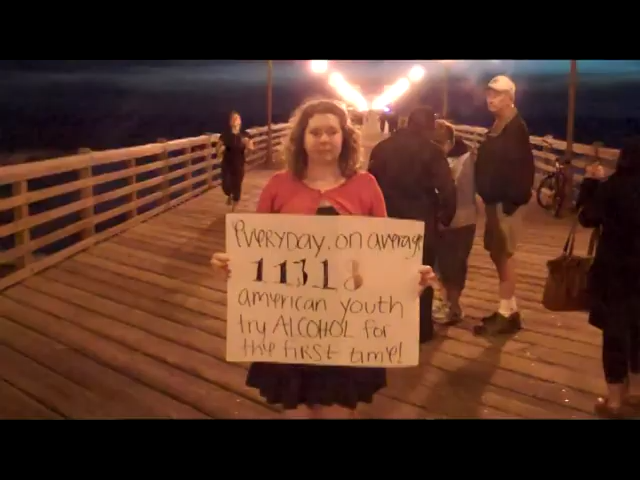 Everyday, on average
11318
american youth
try ALCOHOL for
the first time!